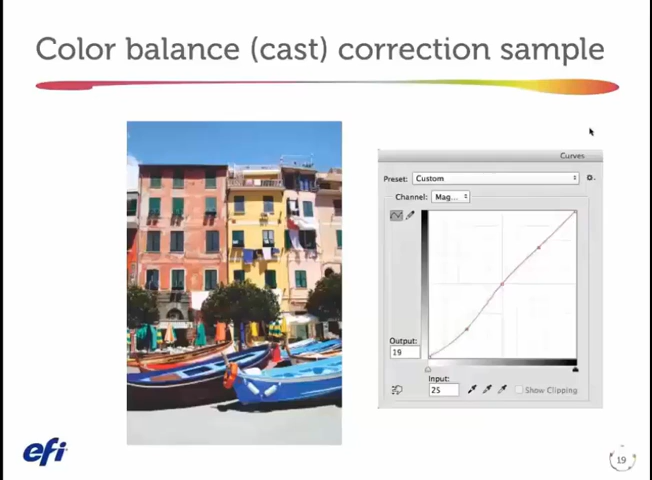 Color balance (cast) correction sample
Curves
Preset: Custom
Channel: Mag...
Output:
19
Input:
25
Show Clipping
efi
19